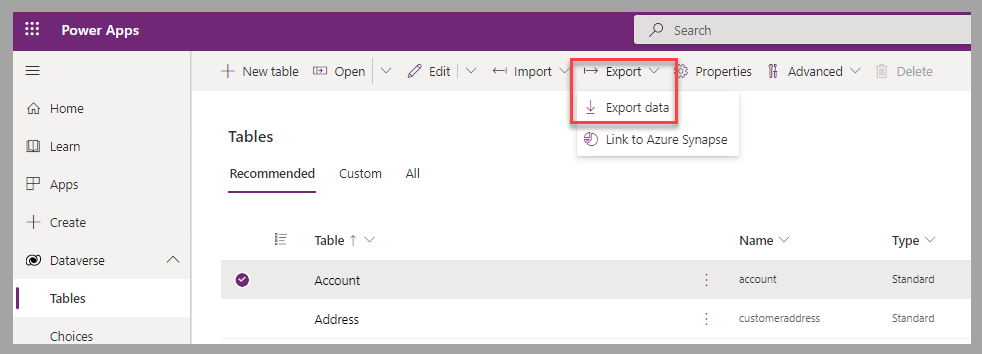 Power Apps
Search
New table Open Edit Import Export Properties Advanced Delete
Home
Export data
Learn
Link to Azure Synapse
Tables
Apps
Recommended Custom All
Create
Table Name Type
Dataverse
Account account Standard
Tables
Address customeraddress Standard
Choices